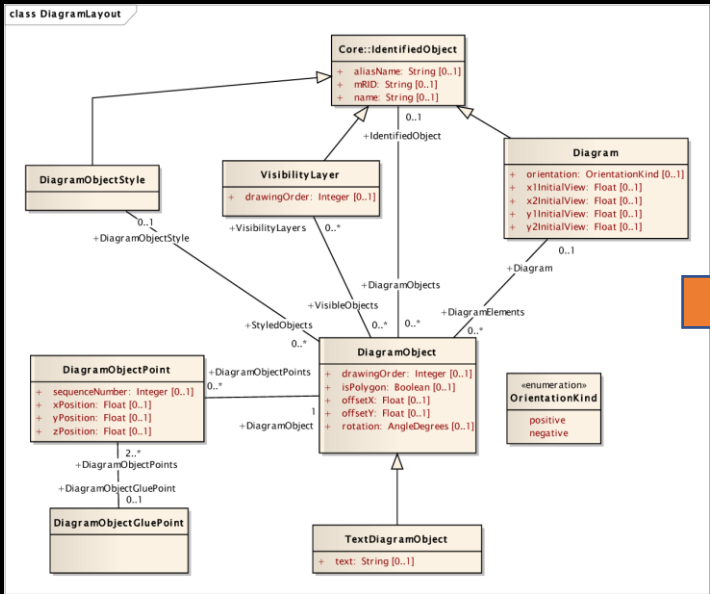 class DiagramLayout
Core::IdentifiedObject
+ aliasName: String [0..1]
+ mRID: String [0..1]
+ name: String [0..1]
0..1
+IdentifiedObject
DiagramObjectStyle
VisibilityLayer
+ drawingOrder: Integer [0..1]
Diagram
+ orientation: OrientationKind [0..1]
+ x1InitialView: Float [0..1]
+ x2InitialView: Float [0..1]
+ y1InitialView: Float [0..1]
+ y2InitialView: Float [0..1]
0..1
+DiagramObjectStyle
+VisibilityLayers 0..*
0..1
+Diagram
+DiagramObjects
+VisibleObjects
+DiagramElements
+StyledObjects
0..*
0..*
0..*
0..*
DiagramObjectPoint
+ sequenceNumber: Integer [0..1]
+ xPosition: Float [0..1]
+ yPosition: Float [0..1]
+ zPosition: Float [0..1]
+DiagramObjectPoints
0..*
1
+DiagramObject
DiagramObject
+ drawingOrder: Integer [0..1]
+ isPolygon: Boolean [0..1]
+ offsetX: Float [0..1]
+ offsetY: Float [0..1]
+ rotation: AngleDegrees [0..1]
«enumeration»
OrientationKind
positive
negative
2..*
+DiagramObjectPoints
+DiagramObjectGluePoint
0..1
DiagramObjectGluePoint
TextDiagramObject
+ text: String [0..1]